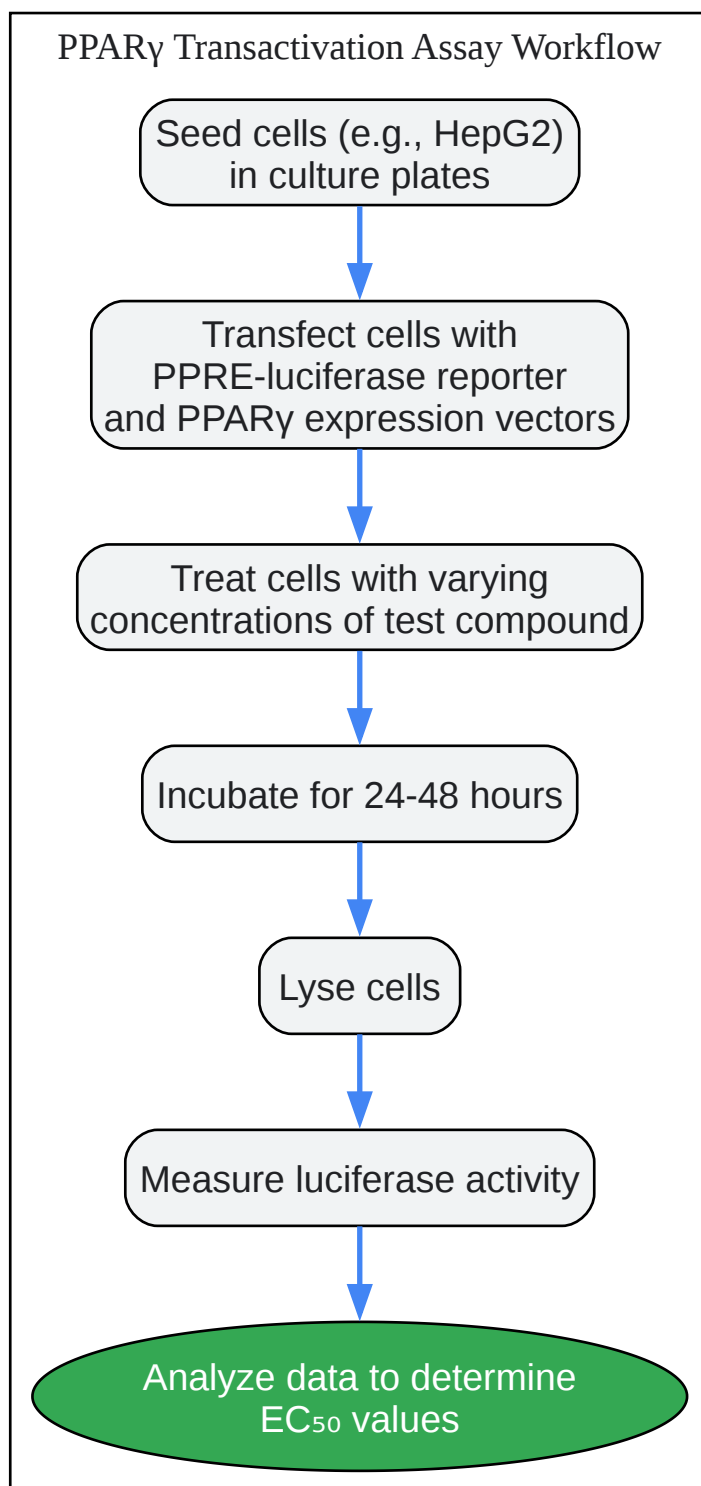 PPARγ Transactivation Assay Workflow
Seed cells (e.g., HepG2)
in culture plates
Transfect cells with
PPRE-luciferase reporter
and PPARγ expression vectors
Treat cells with varying
concentrations of test compound
Incubate for 24-48 hours
Lyse cells
Measure luciferase activity
Analyze data to determine
EC₅₀ values